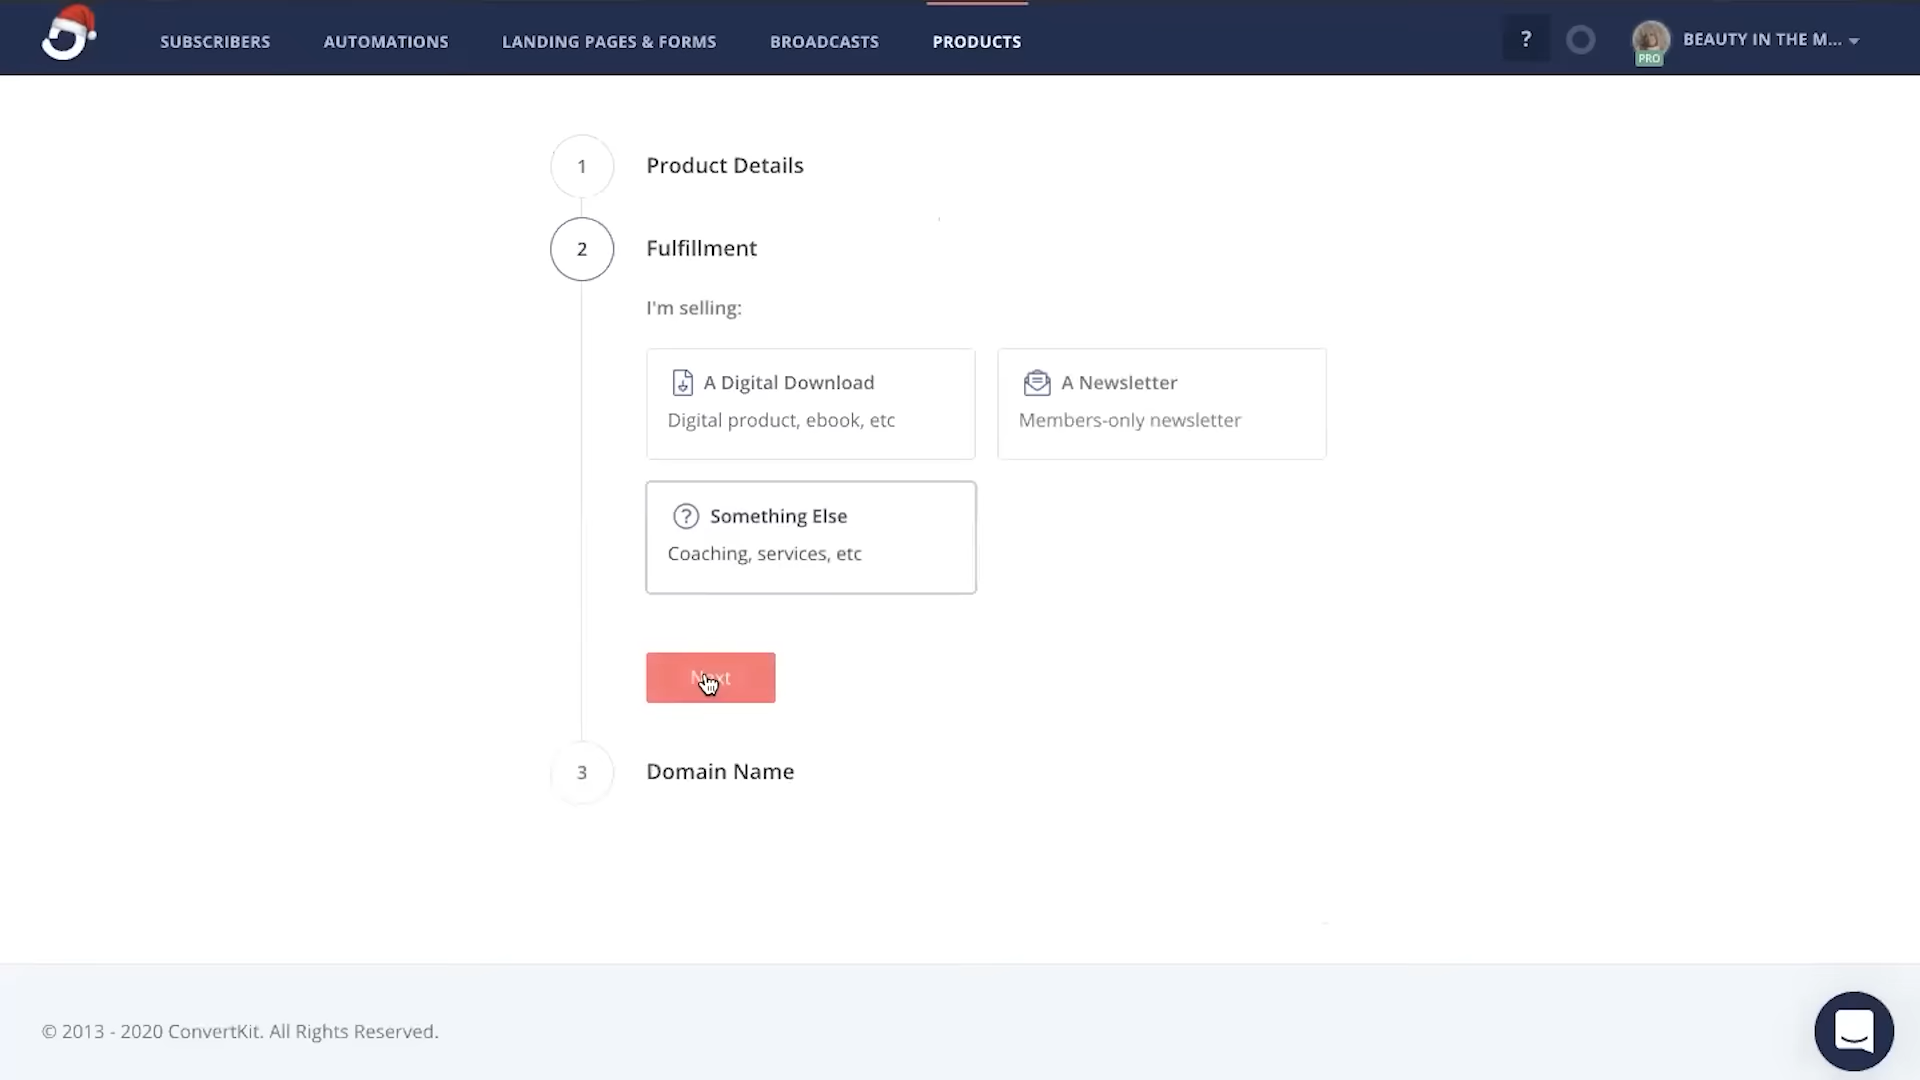 SUBSCRIBERS
AUTOMATIONS
LANDING PAGES & FORMS
BROADCASTS
PRODUCTS
?
PRO
BEAUTY IN THE M...
1
Product Details
2
Fulfillment
I'm selling:
A Digital Download
Digital product, ebook, etc
A Newsletter
Members-only newsletter
? Something Else
Coaching, services, etc
Next
3
Domain Name
© 2013 - 2020 ConvertKit. All Rights Reserved.